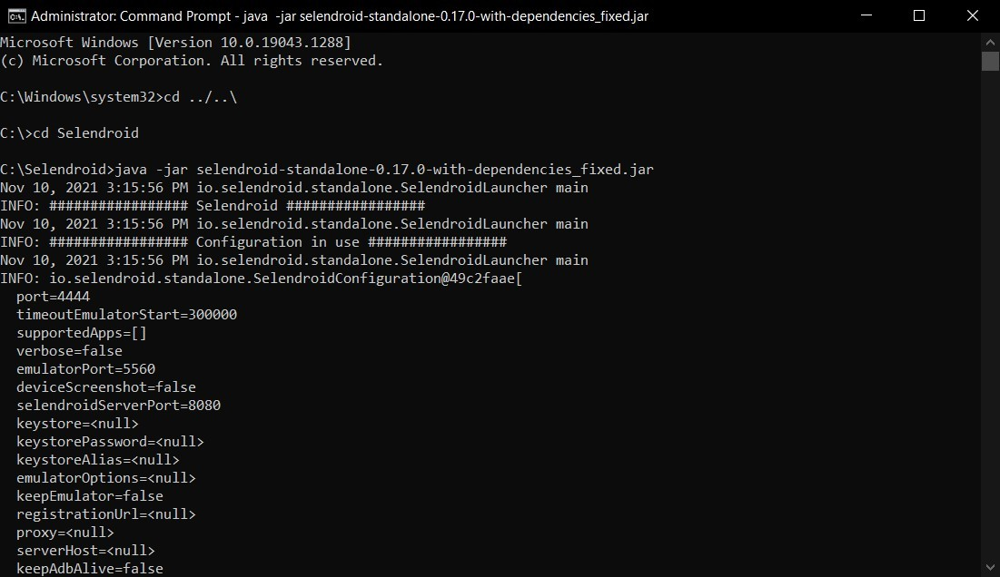 Administrator: Command Prompt - java  -jar selendroid-standalone-0.17.0-with-dependencies_fixed.jar
Microsoft Windows [Version 10.0.19043.1288]
(c) Microsoft Corporation. All rights reserved.
C:\Windows\system32>cd ../..\
C:\>cd Selendroid
C:\Selendroid>java -jar selendroid-standalone-0.17.0-with-dependencies_fixed.jar
Nov 10, 2021 3:15:56 PM io.selendroid.standalone.SelendroidLauncher main
INFO: ################# Selendroid #################
Nov 10, 2021 3:15:56 PM io.selendroid.standalone.SelendroidLauncher main
INFO: ################# Configuration in use #################
Nov 10, 2021 3:15:56 PM io.selendroid.standalone.SelendroidLauncher main
INFO: io.selendroid.standalone.SelendroidConfiguration@49c2faae[
  port=4444
  timeoutEmulatorStart=300000
  supportedApps=[]
  verbose=false
  emulatorPort=5560
  deviceScreenshot=false
  selendroidServerPort=8080
  keystore=<null>
  keystorePassword=<null>
  keystoreAlias=<null>
  emulatorOptions=<null>
  keepEmulator=false
  registrationUrl=<null>
  proxy=<null>
  serverHost=<null>
  keepAdbAlive=false